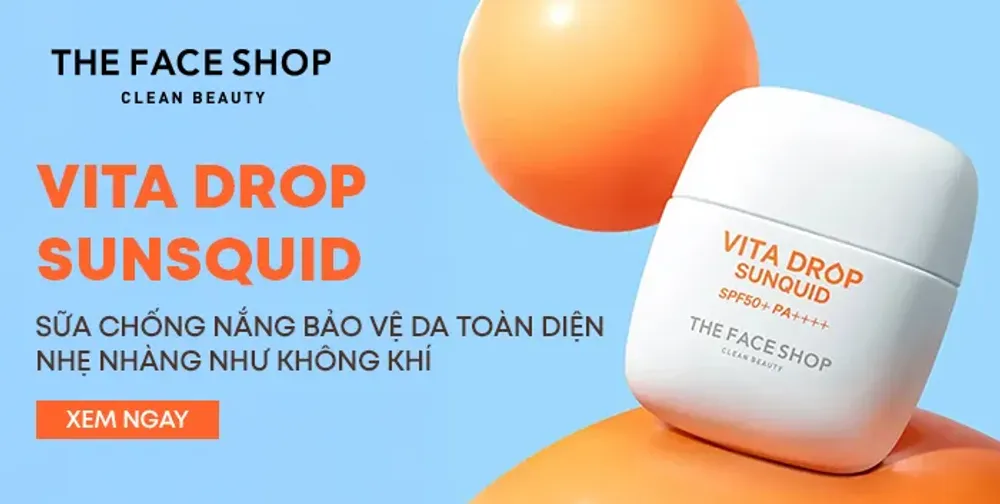 THE FACE SHOP
CLEAN BEAUTY
VITA DROP
SUNSQUID
SỮA CHỐNG NẮNG BẢO VỆ DA TOÀN DIỆN
NHẸ NHÀNG NHƯ KHÔNG KHÍ
XEM NGAY
VITA DROP
SUNQUID
SPF50+ PA++++
THE FACE SHOP
CLEAN BEAUTY